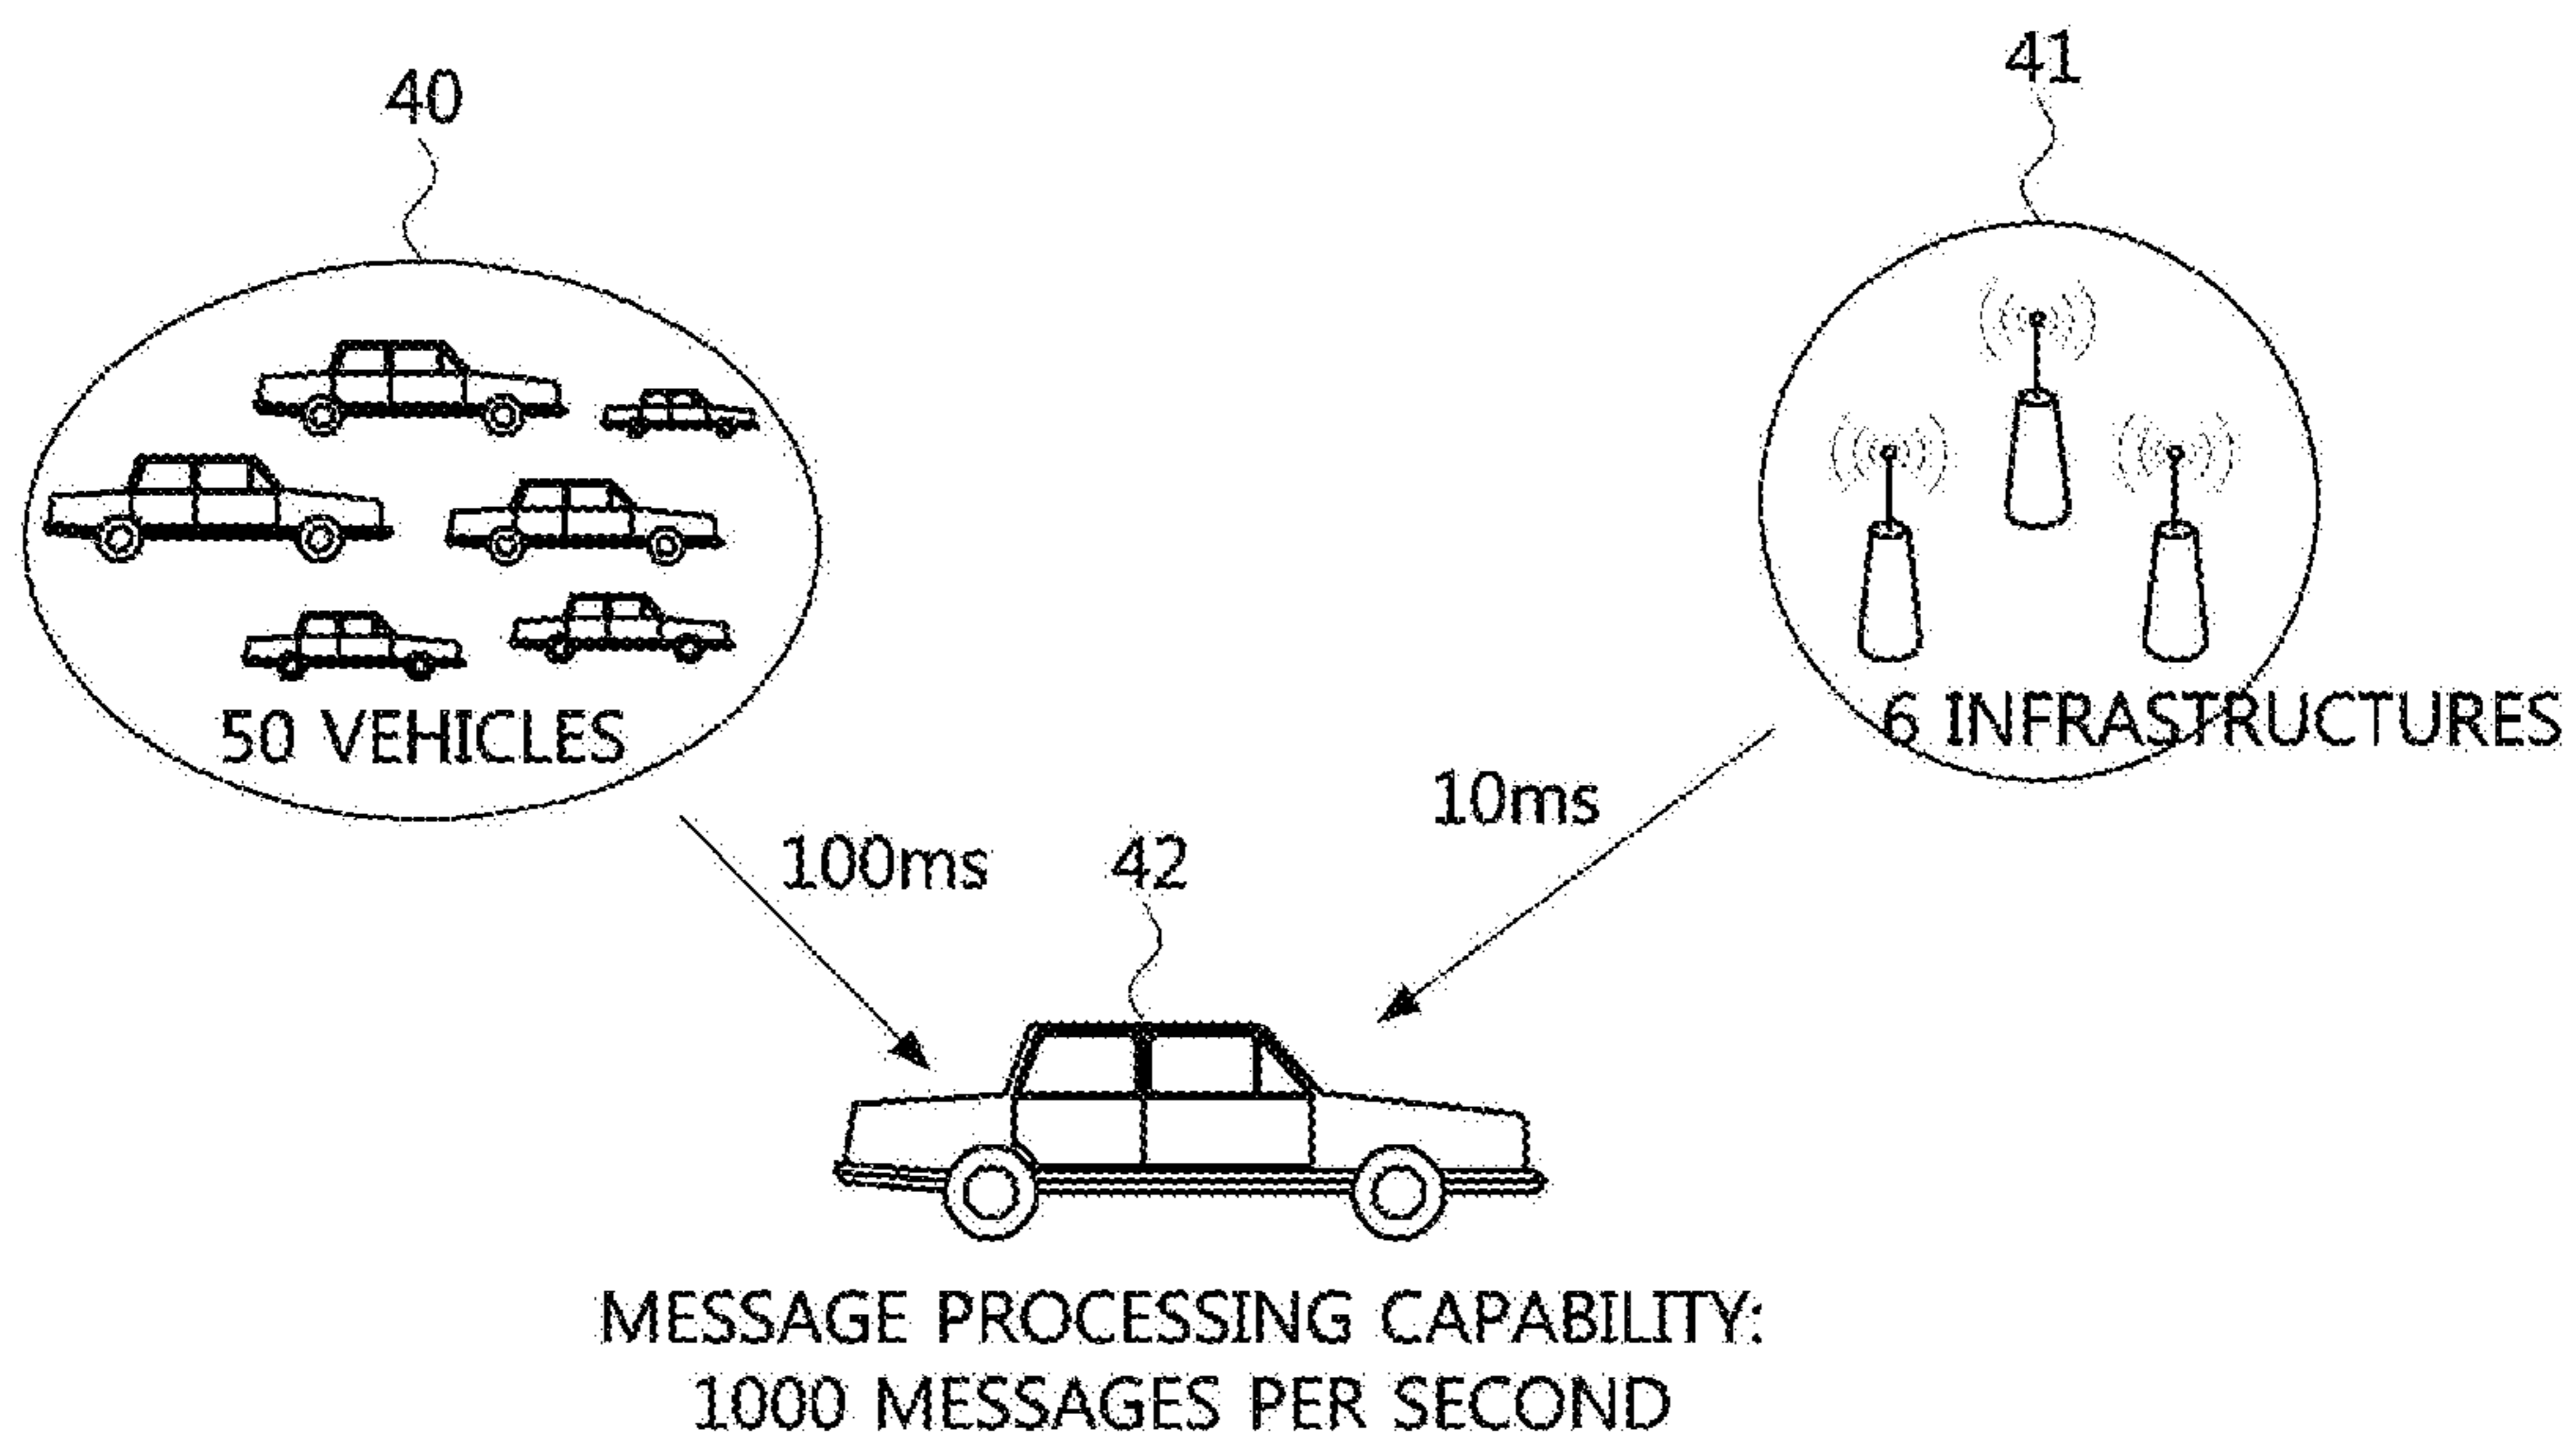 40
41
50 VEHICLES
6 INFRASTRUCTURES
100ms
42
10ms
MESSAGE PROCESSING CAPABILITY:
1000 MESSAGES PER SECOND